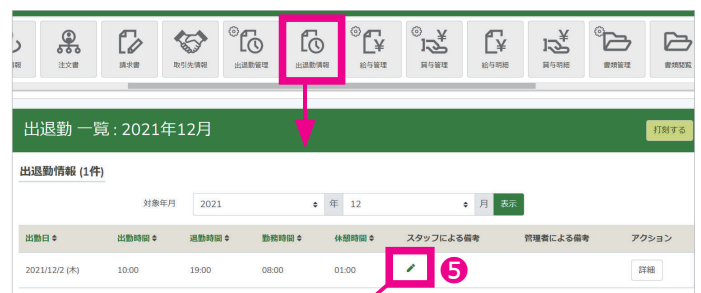 報 注文書 請求書 取引先情報 出退勤管理 出退勤情報 給与管理 賞与管理 給与明細 賞与明細 書類管理 書類閲覧
出退勤 一覧 : 2021年12月
打刻する
出退勤情報 (1件)
対象年月 2021 年 12 月 表示
出勤日 出勤時間 退勤時間 勤務時間 休憩時間 スタッフによる備考 管理者による備考 アクション
2021/12/2 (木) 10:00 19:00 08:00 01:00 ❺ 詳細